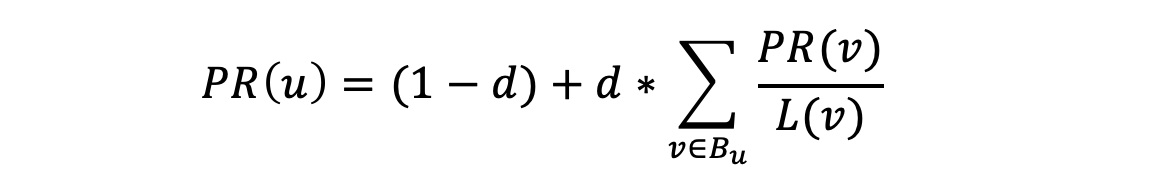 PR(u) = (1 − d) + d ∗ ∑_{v∈B_u} PR(v)/L(v)